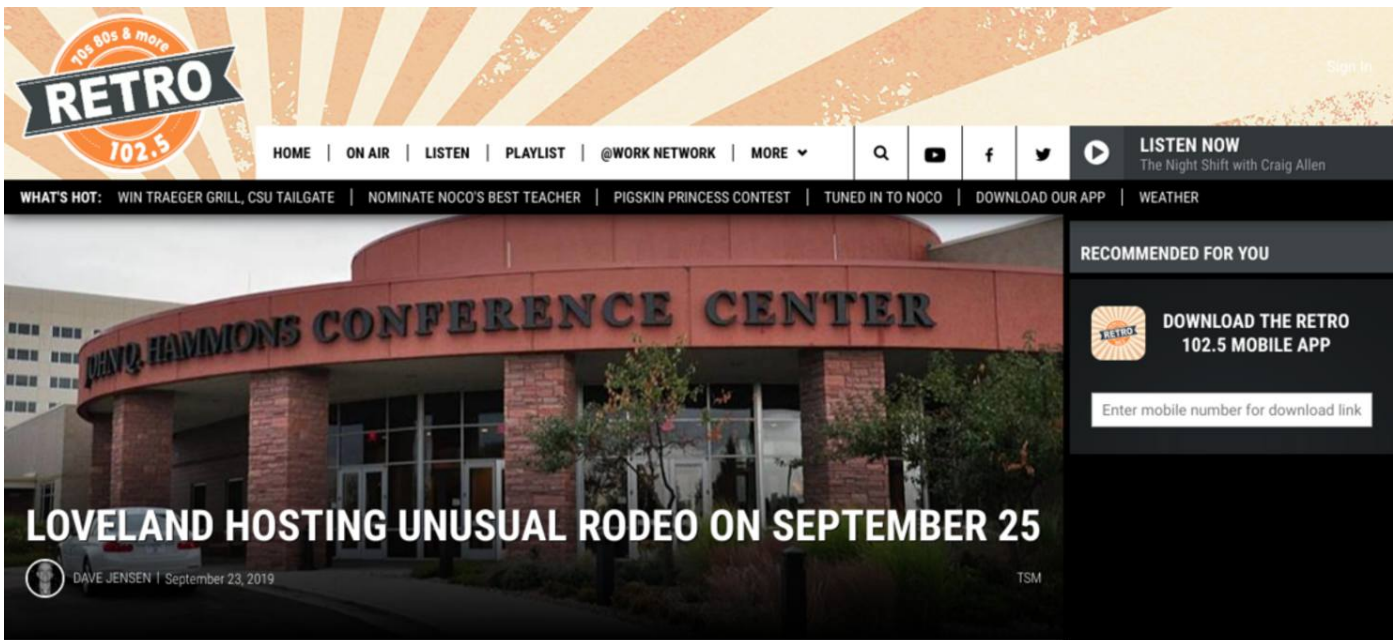 70s 80s & more
RETRO
102.5
Sign In
HOME | ON AIR | LISTEN | PLAYLIST | @WORK NETWORK | MORE
LISTEN NOW
The Night Shift with Craig Allen
WHAT'S HOT: WIN TRAEGER GRILL, CSU TAILGATE | NOMINATE NOCO'S BEST TEACHER | PIGSKIN PRINCESS CONTEST | TUNED IN TO NOCO | DOWNLOAD OUR APP | WEATHER
JOHN Q. HAMMONS CONFERENCE CENTER
RECOMMENDED FOR YOU
RETRO
DOWNLOAD THE RETRO
102.5 MOBILE APP
Enter mobile number for download link
LOVELAND HOSTING UNUSUAL RODEO ON SEPTEMBER 25
DAVE JENSEN | September 23, 2019
TSM